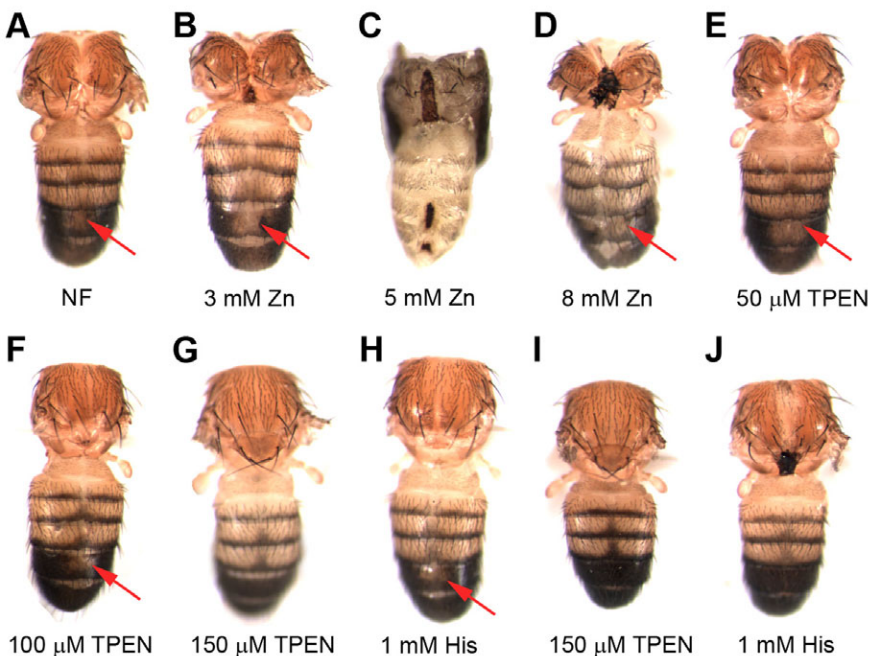 A B C D E
NF 3 mM Zn 5 mM Zn 8 mM Zn 50 μM TPEN
F G H I J
100 μM TPEN 150 μM TPEN 1 mM His 150 μM TPEN 1 mM His